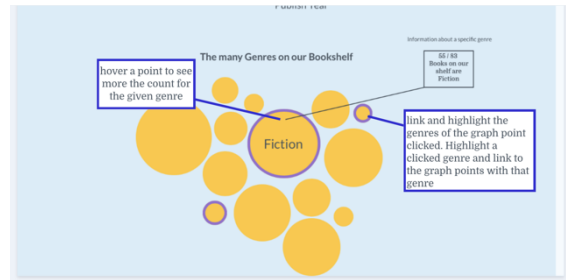 Publish Year
Information about a specific genre
The many Genres on our Bookshelf
55 / 83
Books on our
shelf are
Fiction
hover a point to see
more the count for
the given genre
Fiction
link and highlight the
genres of the graph point
clicked. Highlight a
clicked genre and link to
the graph points with that
genre